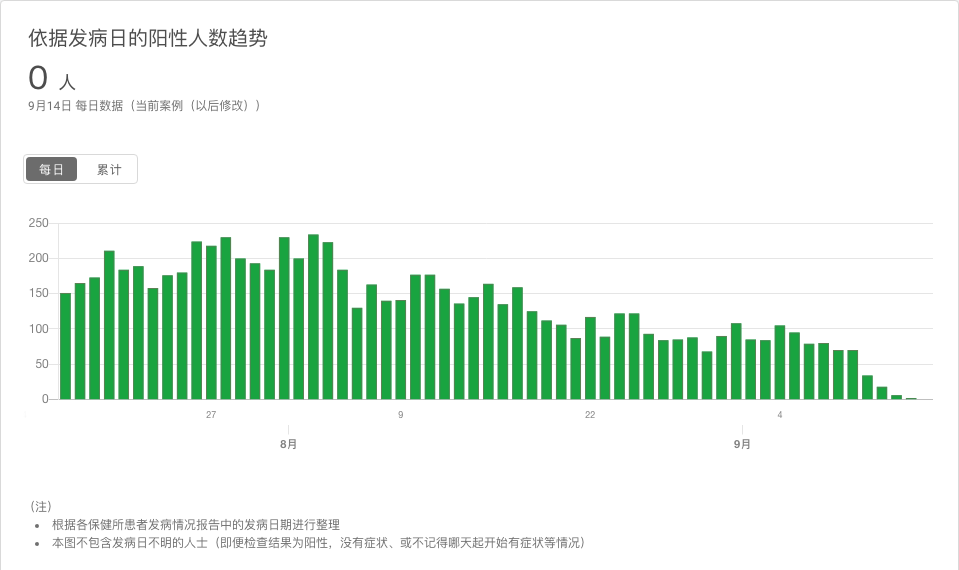 依据发病日的阳性人数趋势
0 人
9月14日 每日数据（当前案例（以后修改））
每日 累计
250
200
150
100
50
0
27 9 22 4
8月 9月
（注）
• 根据各保健所患者发病情况报告中的发病日期进行整理
• 本图不包含发病日不明的人士（即便检查结果为阳性，没有症状、或不记得哪天起开始有症状等情况）